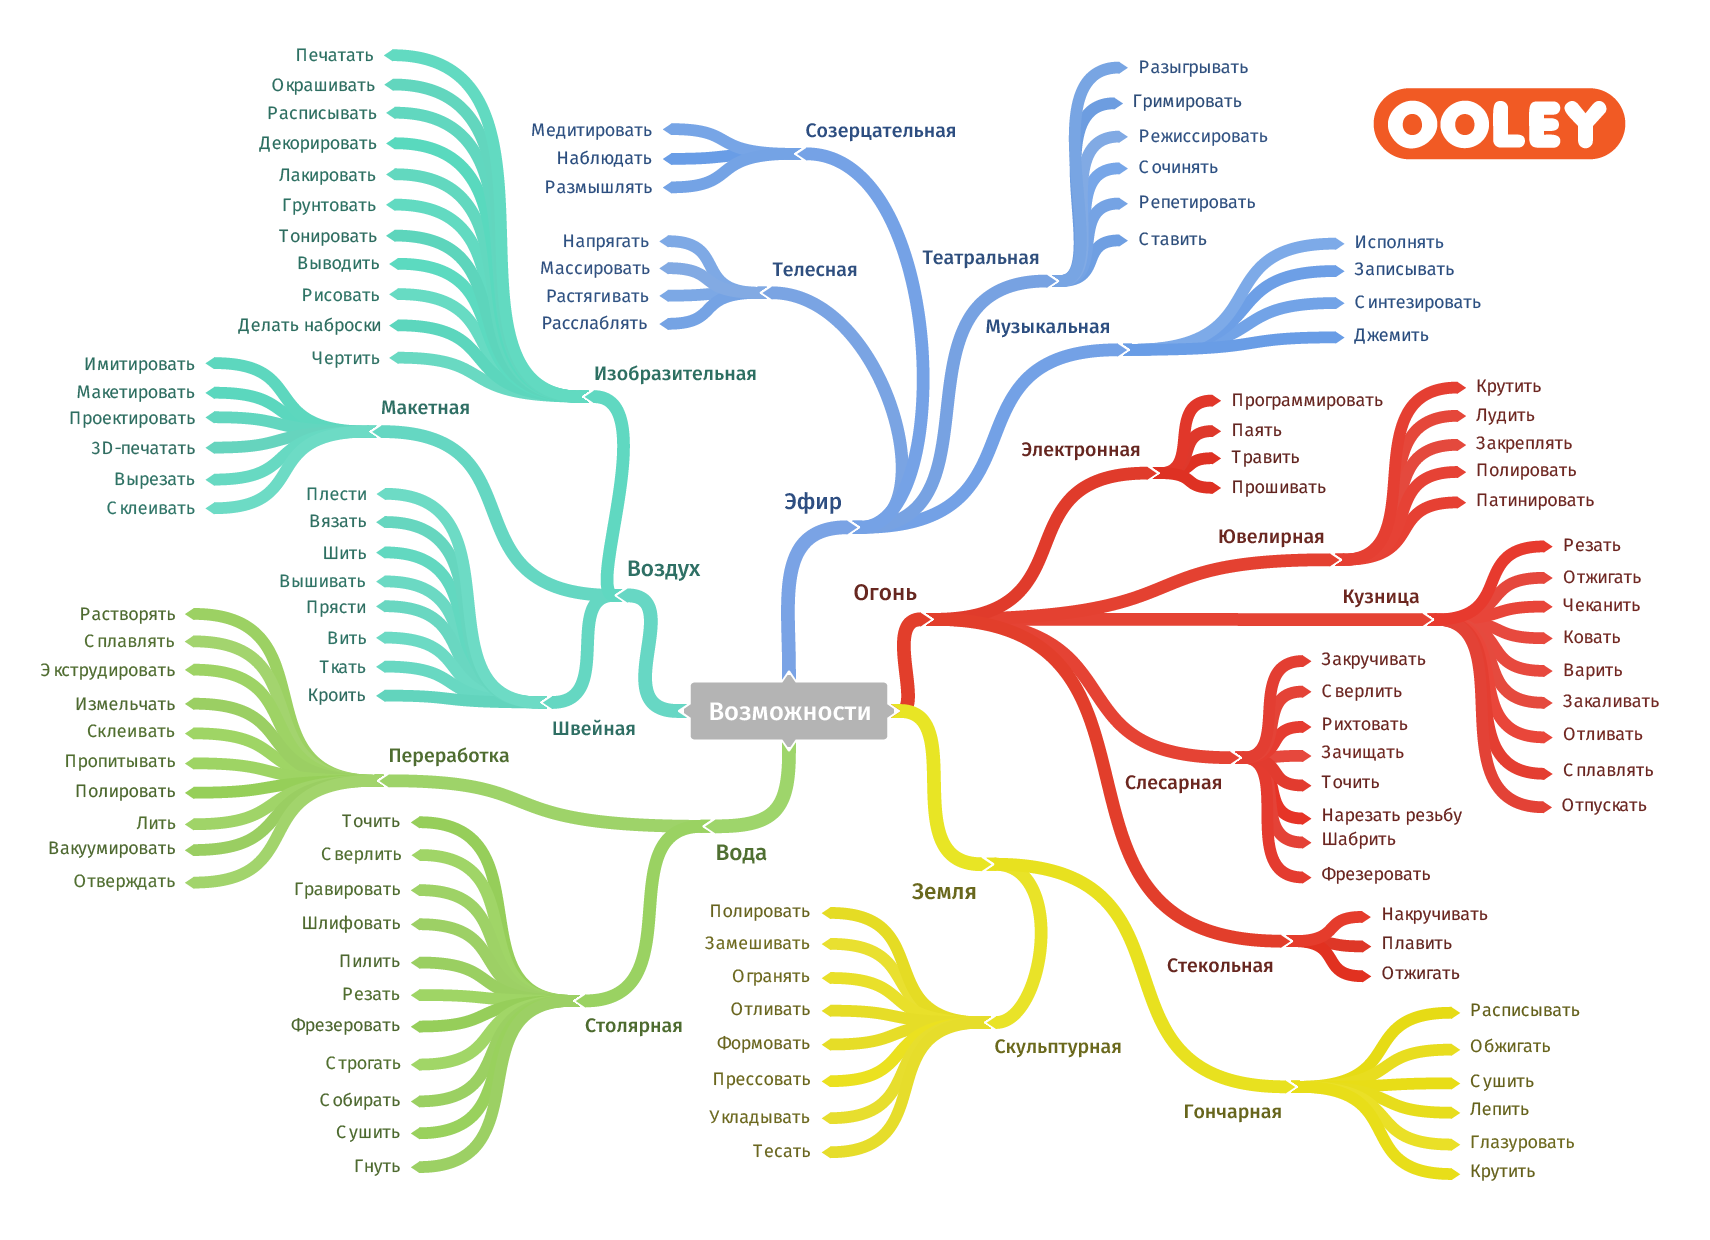 OOLEY
Возможности
Эфир
Созерцательная
Медитировать
Наблюдать
Размышлять
Телесная
Напрягать
Массировать
Растягивать
Расслаблять
Театральная
Разыгрывать
Гримировать
Режиссировать
Сочинять
Репетировать
Ставить
Музыкальная
Исполнять
Записывать
Синтезировать
Джемить
Огонь
Электронная
Программировать
Паять
Травить
Прошивать
Ювелирная
Крутить
Лудить
Закреплять
Полировать
Патинировать
Кузница
Резать
Отжигать
Чеканить
Ковать
Варить
Закаливать
Отливать
Сплавлять
Отпускать
Слесарная
Закручивать
Сверлить
Рихтовать
Зачищать
Точить
Нарезать резьбу
Шабрить
Фрезеровать
Стекольная
Накручивать
Плавить
Отжигать
Земля
Гончарная
Расписывать
Обжигать
Сушить
Лепить
Глазуровать
Крутить
Скульптурная
Полировать
Замешивать
Огранять
Отливать
Формовать
Прессовать
Укладывать
Тесать
Вода
Столярная
Точить
Сверлить
Гравировать
Шлифовать
Пилить
Резать
Фрезеровать
Строгать
Собирать
Сушить
Гнуть
Переработка
Растворять
Сплавлять
Экструдировать
Измельчать
Склеивать
Пропитывать
Полировать
Лить
Вакуумировать
Отверждать
Воздух
Швейная
Плести
Вязать
Шить
Вышивать
Прясти
Вить
Ткать
Кроить
Макетная
Имитировать
Макетировать
Проектировать
3D-печатать
Вырезать
Склеивать
Изобразительная
Печатать
Окрашивать
Расписывать
Декорировать
Лакировать
Грунтовать
Тонировать
Выводить
Рисовать
Делать наброски
Чертить